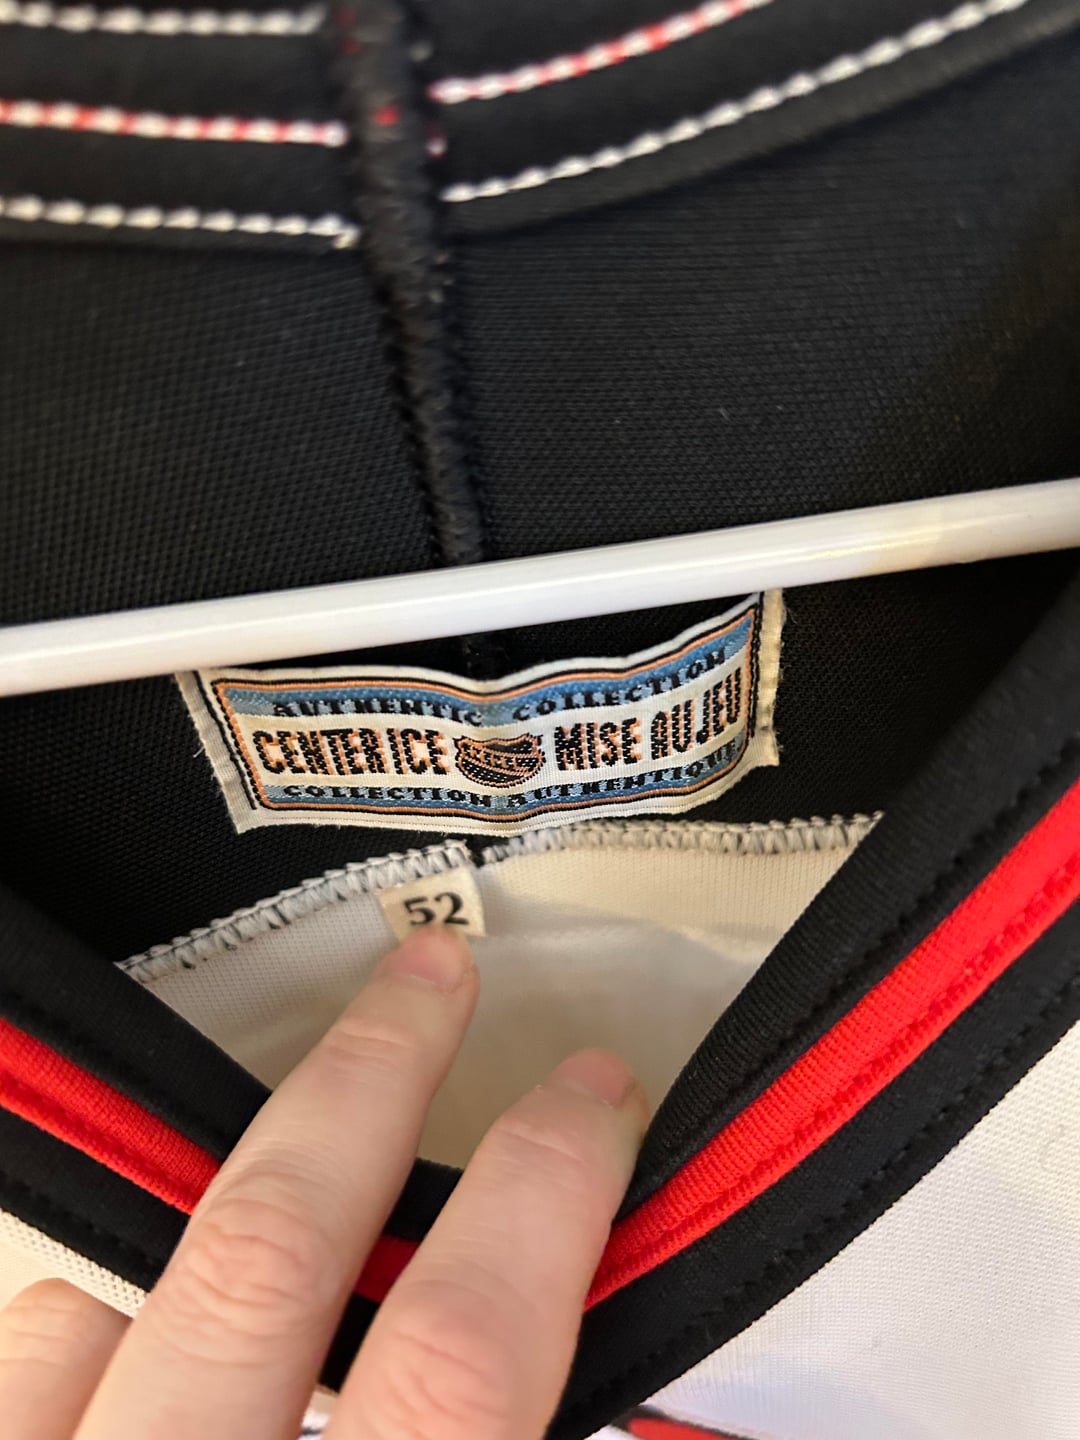 AUTHENTIC COLLECTION
CENTER ICE MISE AU JEU
COLLECTION AUTHENTIQUE
52